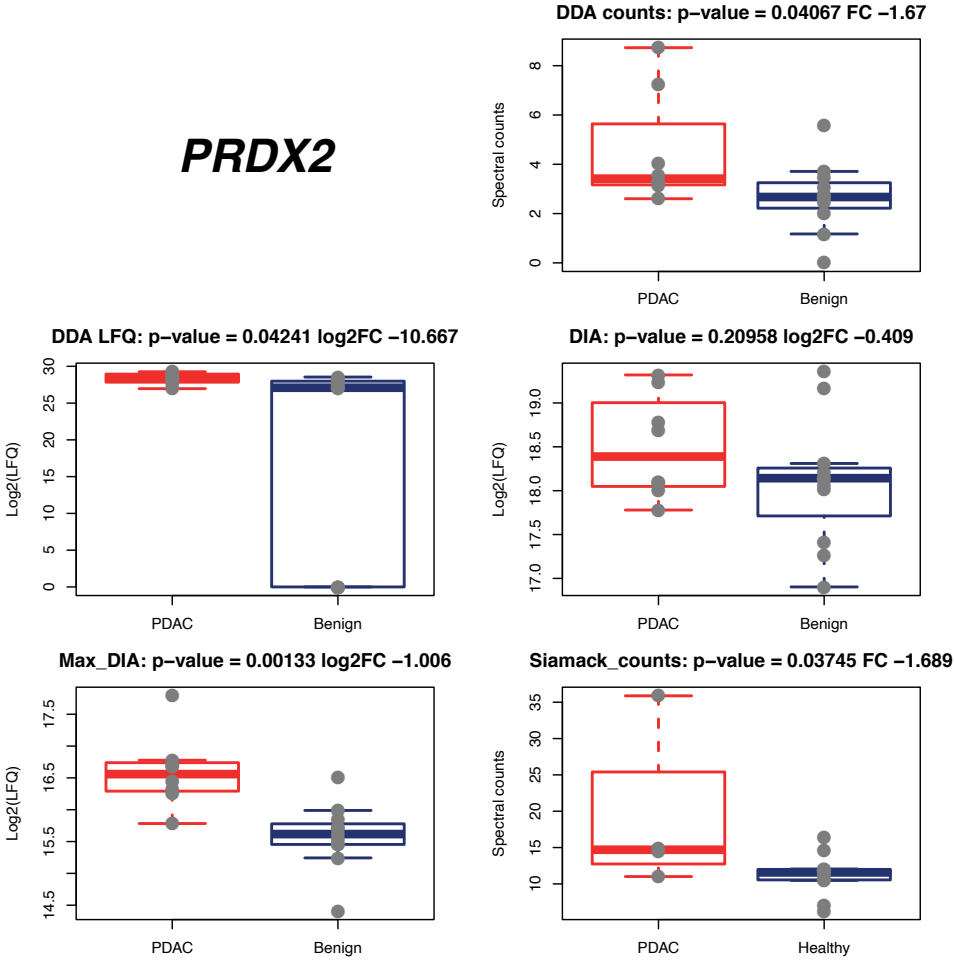 PRDX2
DDA counts: p−value = 0.04067 FC −1.67
Spectral counts
8
6
4
2
0
PDAC
Benign
DDA LFQ: p−value = 0.04241 log2FC −10.667
Log2(LFQ)
30
25
20
15
10
5
0
PDAC
Benign
DIA: p−value = 0.20958 log2FC −0.409
Log2(LFQ)
19.0
18.5
18.0
17.5
17.0
PDAC
Benign
Max_DIA: p−value = 0.00133 log2FC −1.006
Log2(LFQ)
17.5
16.5
15.5
14.5
PDAC
Benign
Siamack_counts: p−value = 0.03745 FC −1.689
Spectral counts
35
30
25
20
15
10
PDAC
Healthy